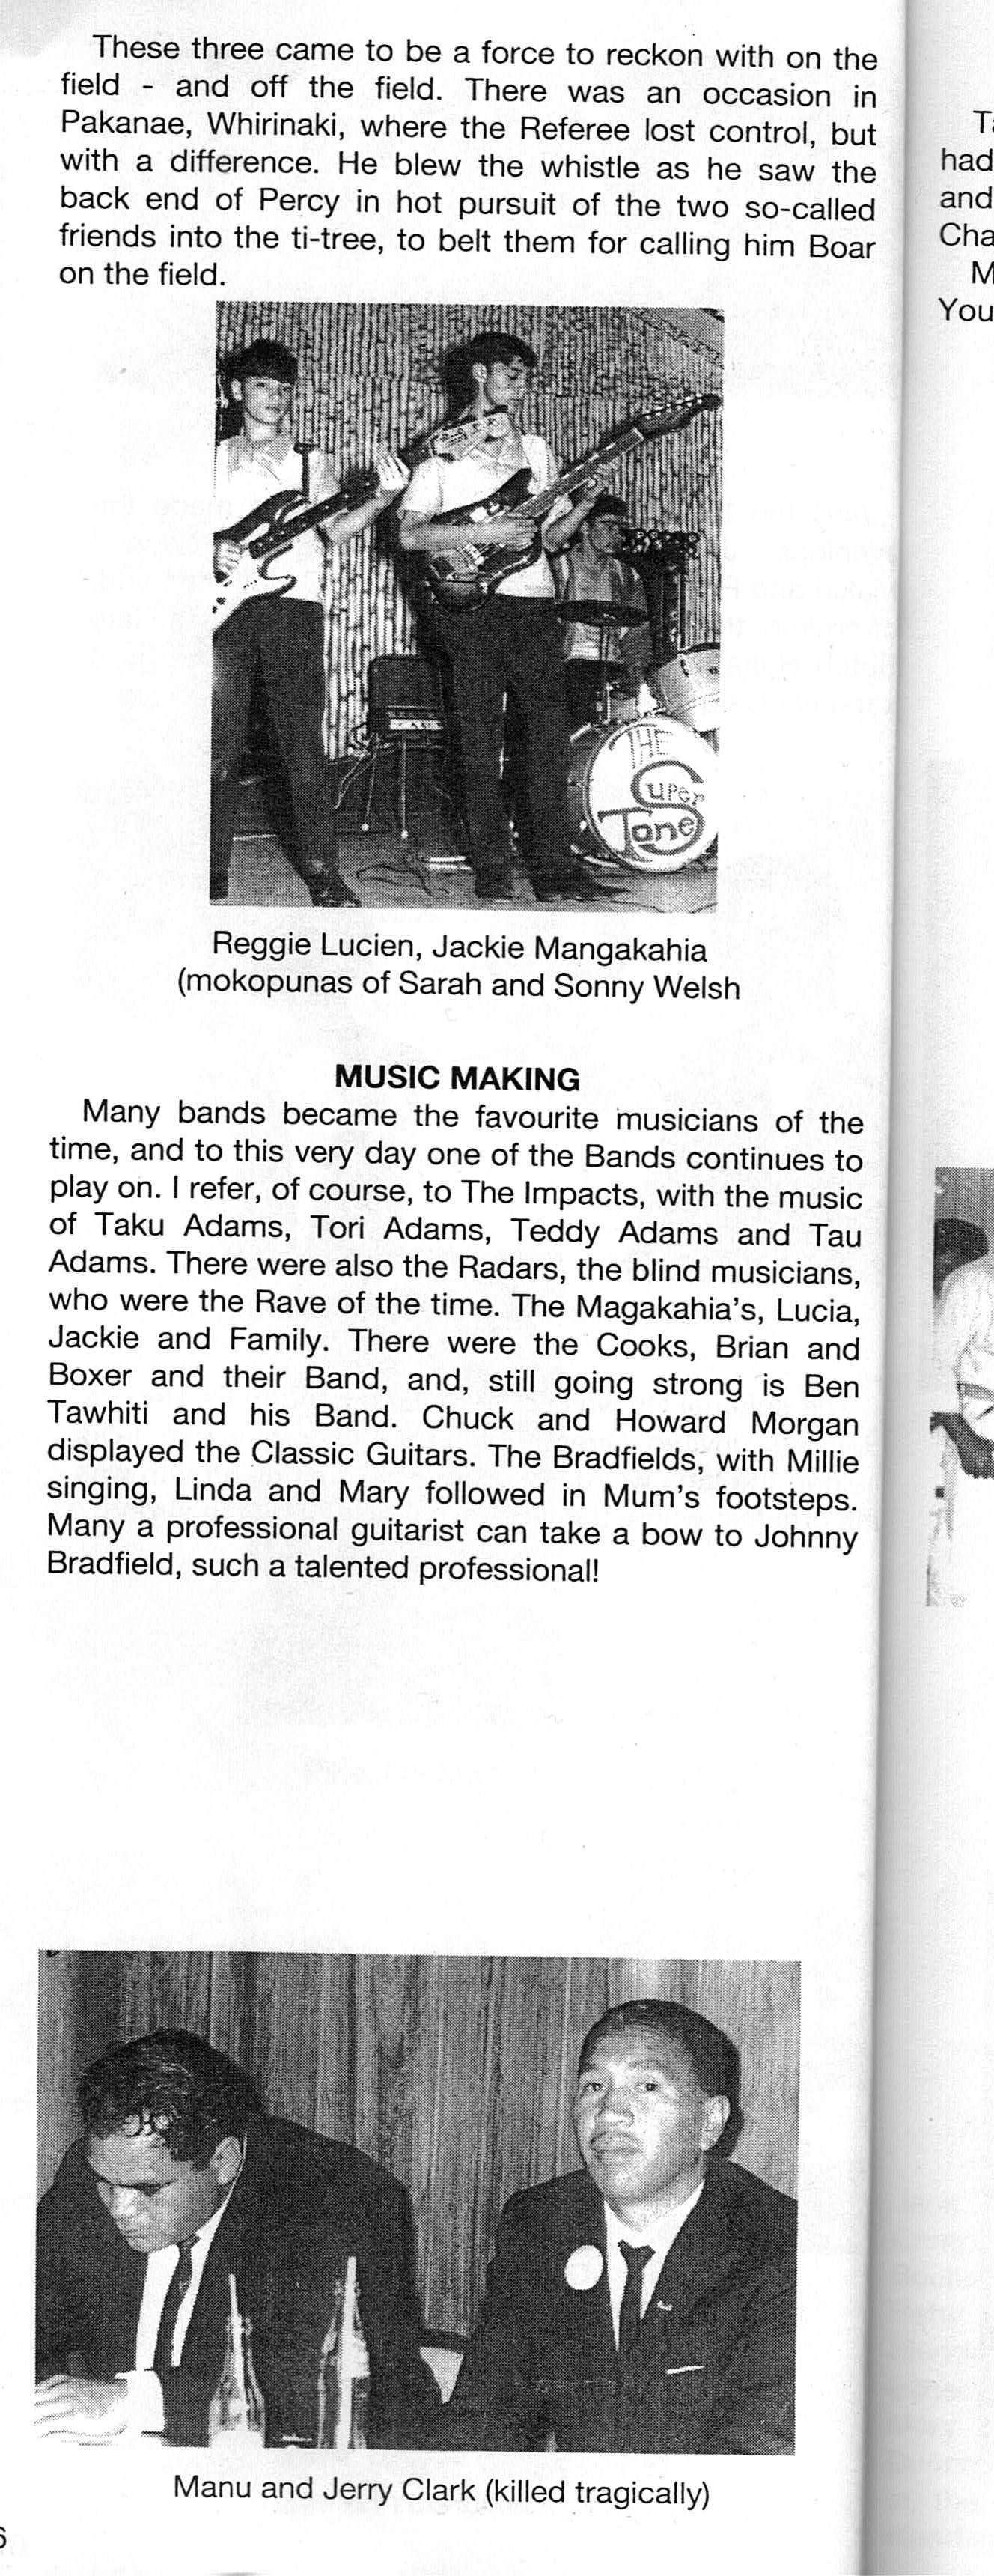 These three came to be a force to reckon with on the
field - and off the field. There was an occasion in
Pakanae, Whirinaki, where the Referee lost control, but
with a difference. He blew the whistle as he saw the
back end of Percy in hot pursuit of the two so-called
friends into the ti-tree, to belt them for calling him Boar
on the field.
THE
Super
Tones
Reggie Lucien, Jackie Mangakahia
(mokopunas of Sarah and Sonny Welsh
MUSIC MAKING
Many bands became the favourite musicians of the
time, and to this very day one of the Bands continues to
play on. I refer, of course, to The Impacts, with the music
of Taku Adams, Tori Adams, Teddy Adams and Tau
Adams. There were also the Radars, the blind musicians,
who were the Rave of the time. The Magakahia's, Lucia,
Jackie and Family. There were the Cooks, Brian and
Boxer and their Band, and, still going strong is Ben
Tawhiti and his Band. Chuck and Howard Morgan
displayed the Classic Guitars. The Bradfields, with Millie
singing, Linda and Mary followed in Mum's footsteps.
Many a professional guitarist can take a bow to Johnny
Bradfield, such a talented professional!
Manu and Jerry Clark (killed tragically)
6
had
and
Cha
M
You